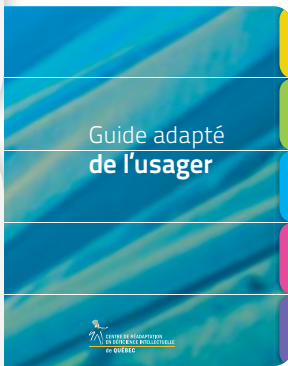 Guide adapté
de l'usager
CENTRE DE RÉADAPTATION
EN DÉFICIENCE INTELLECTUELLE
de QUÉBEC